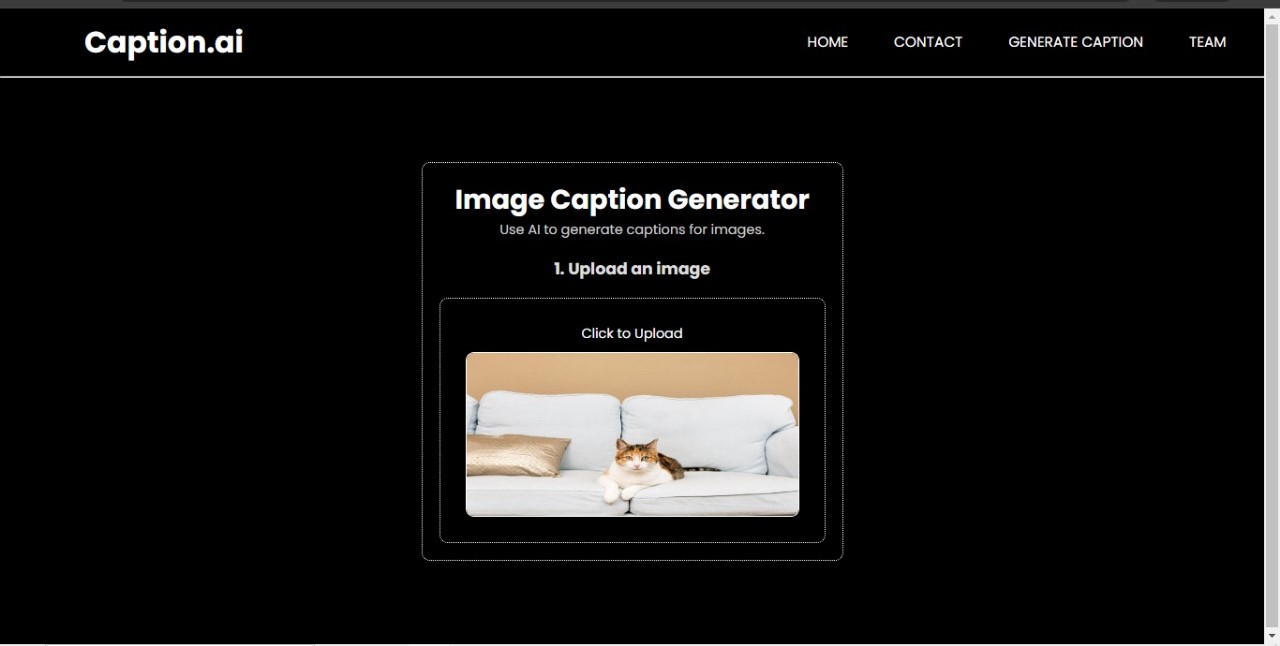 Caption.ai
HOME CONTACT GENERATE CAPTION TEAM
Image Caption Generator
Use AI to generate captions for images.
1. Upload an image
Click to Upload